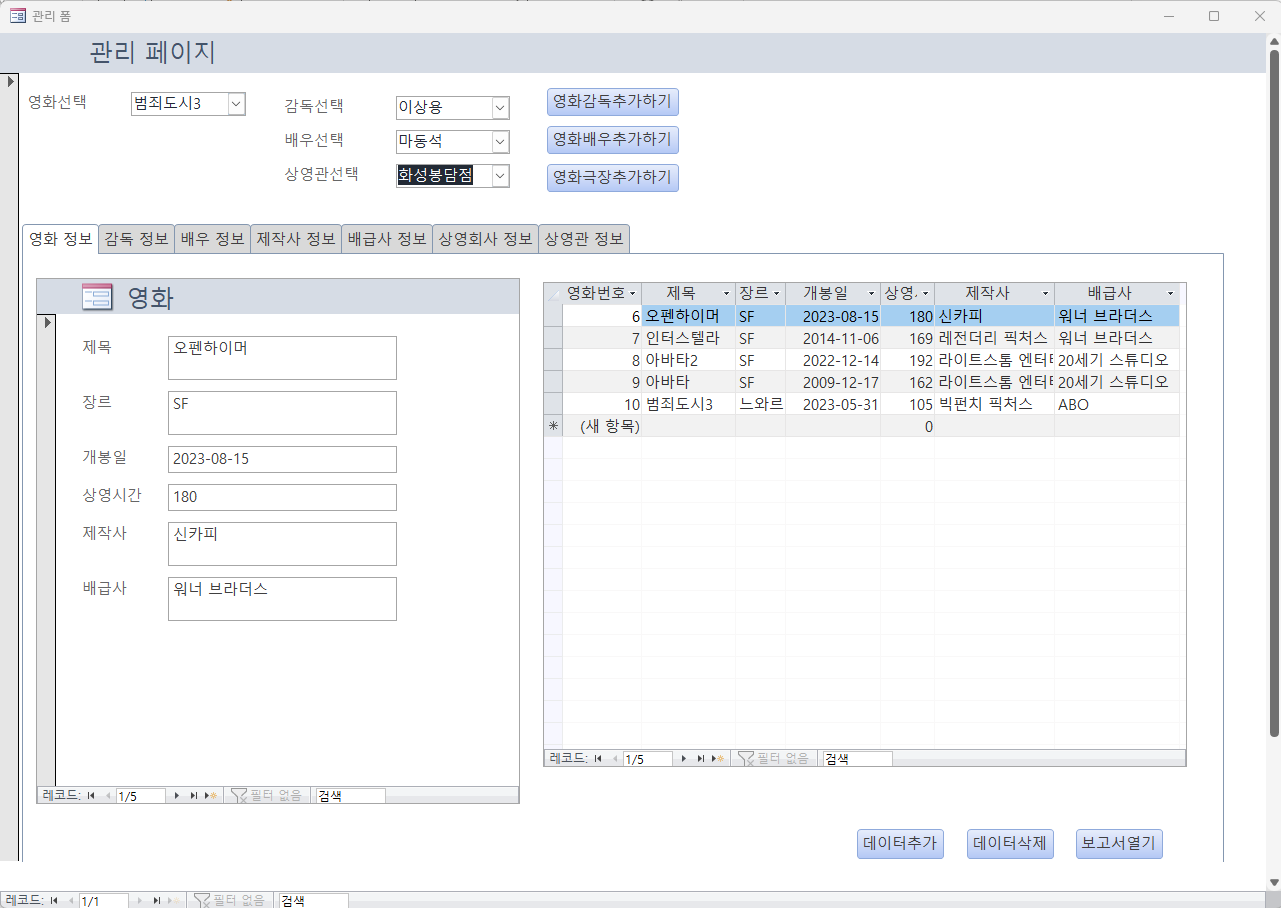 관리 폼
관리 페이지
영화선택 범죄도시3 감독선택 이상용 영화감독추가하기
배우선택 마동석 영화배우추가하기
상영관선택 화성봉담점 영화극장추가하기
영화 정보 감독 정보 배우 정보 제작사 정보 배급사 정보 상영회사 정보 상영관 정보
영화
제목 오펜하이머
장르 SF
개봉일 2023-08-15
상영시간 180
제작사 신카피
배급사 워너 브라더스
레코드: 1/5 필터 없음 검색
영화번호 제목 장르 개봉일 상영 제작사 배급사
6 오펜하이머 SF 2023-08-15 180 신카피 워너 브라더스
7 인터스텔라 SF 2014-11-06 169 레전더리 픽처스 워너 브라더스
8 아바타2 SF 2022-12-14 192 라이트스톰 엔터 20세기 스튜디오
9 아바타 SF 2009-12-17 162 라이트스톰 엔터 20세기 스튜디오
10 범죄도시3 느와르 2023-05-31 105 빅펀치 픽처스 ABO
* (새 항목) 0
레코드: 1/5 필터 없음 검색
데이터추가 데이터삭제 보고서열기
레코드: 1/1 필터 없음 검색